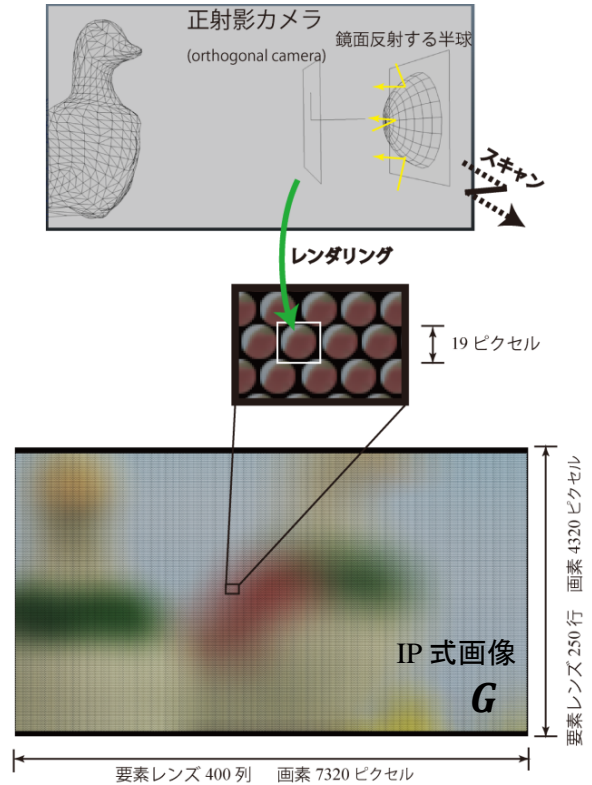 正射影カメラ
(orthogonal camera)
鏡面反射する半球
スキャン
レンダリング
19 ピクセル
IP 式画像
G
要素レンズ 250 行 画素 4320 ピクセル
要素レンズ 400 列 画素 7320 ピクセル